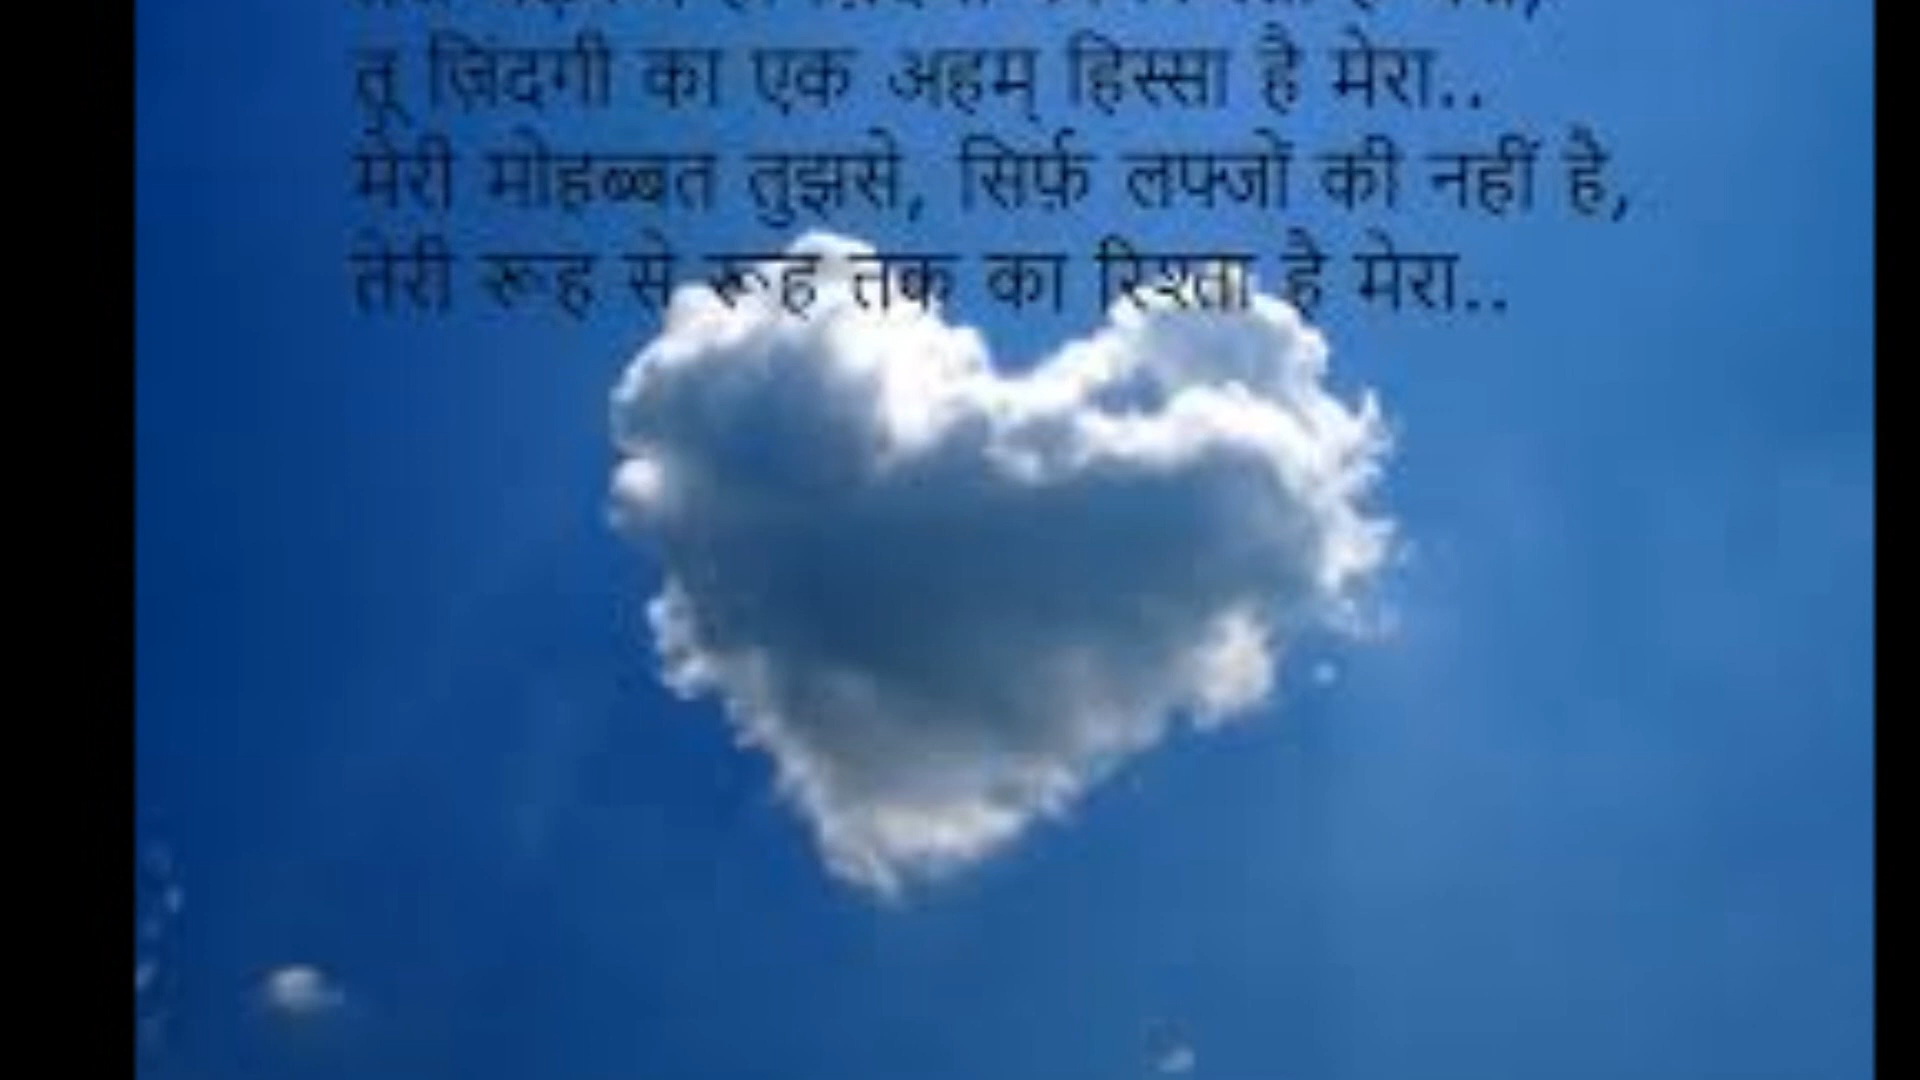 तू ज़िंदगी का एक अहम् हिस्सा है मेरा..
मेरी मोहब्बत तुझसे, सिर्फ़ लफ्जों की नहीं है,
तेरी रूह से रूह तक का रिश्ता है मेरा..